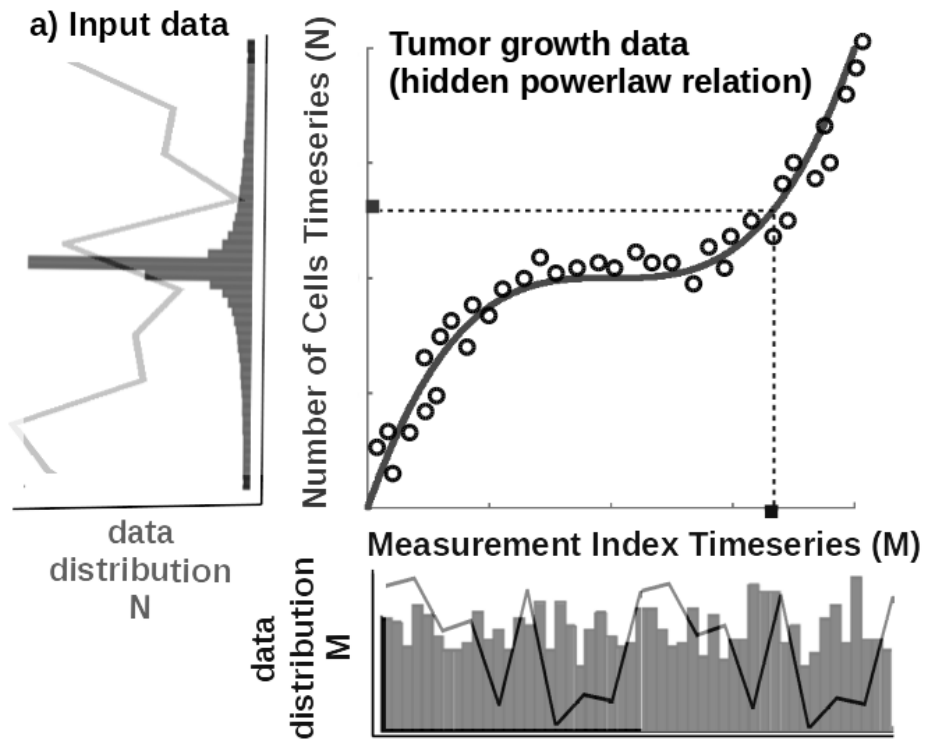 a) Input data
Number of Cells Timeseries (N)
Tumor growth data
(hidden powerlaw relation)
data
distribution
N
Measurement Index Timeseries (M)
data
distribution
M